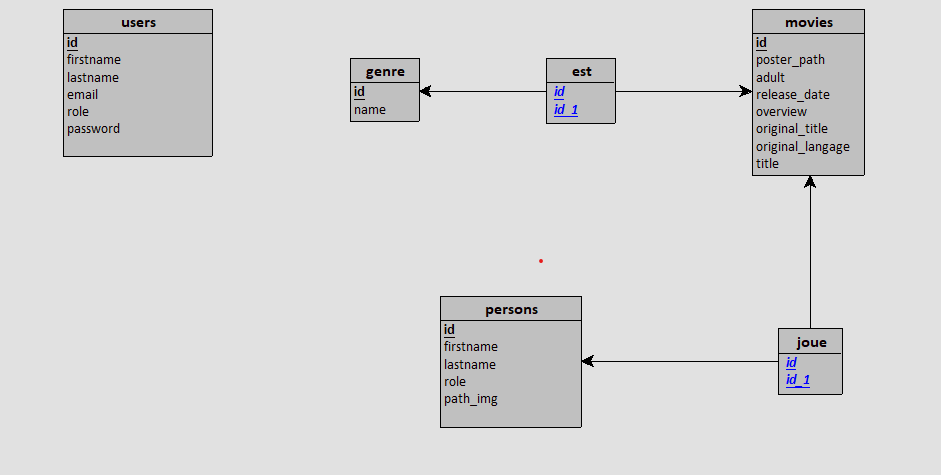 users
id
firstname
lastname
email
role
password
genre
id
name
est
id
id_1
movies
id
poster_path
adult
release_date
overview
original_title
original_langage
title
persons
id
firstname
lastname
role
path_img
joue
id
id_1